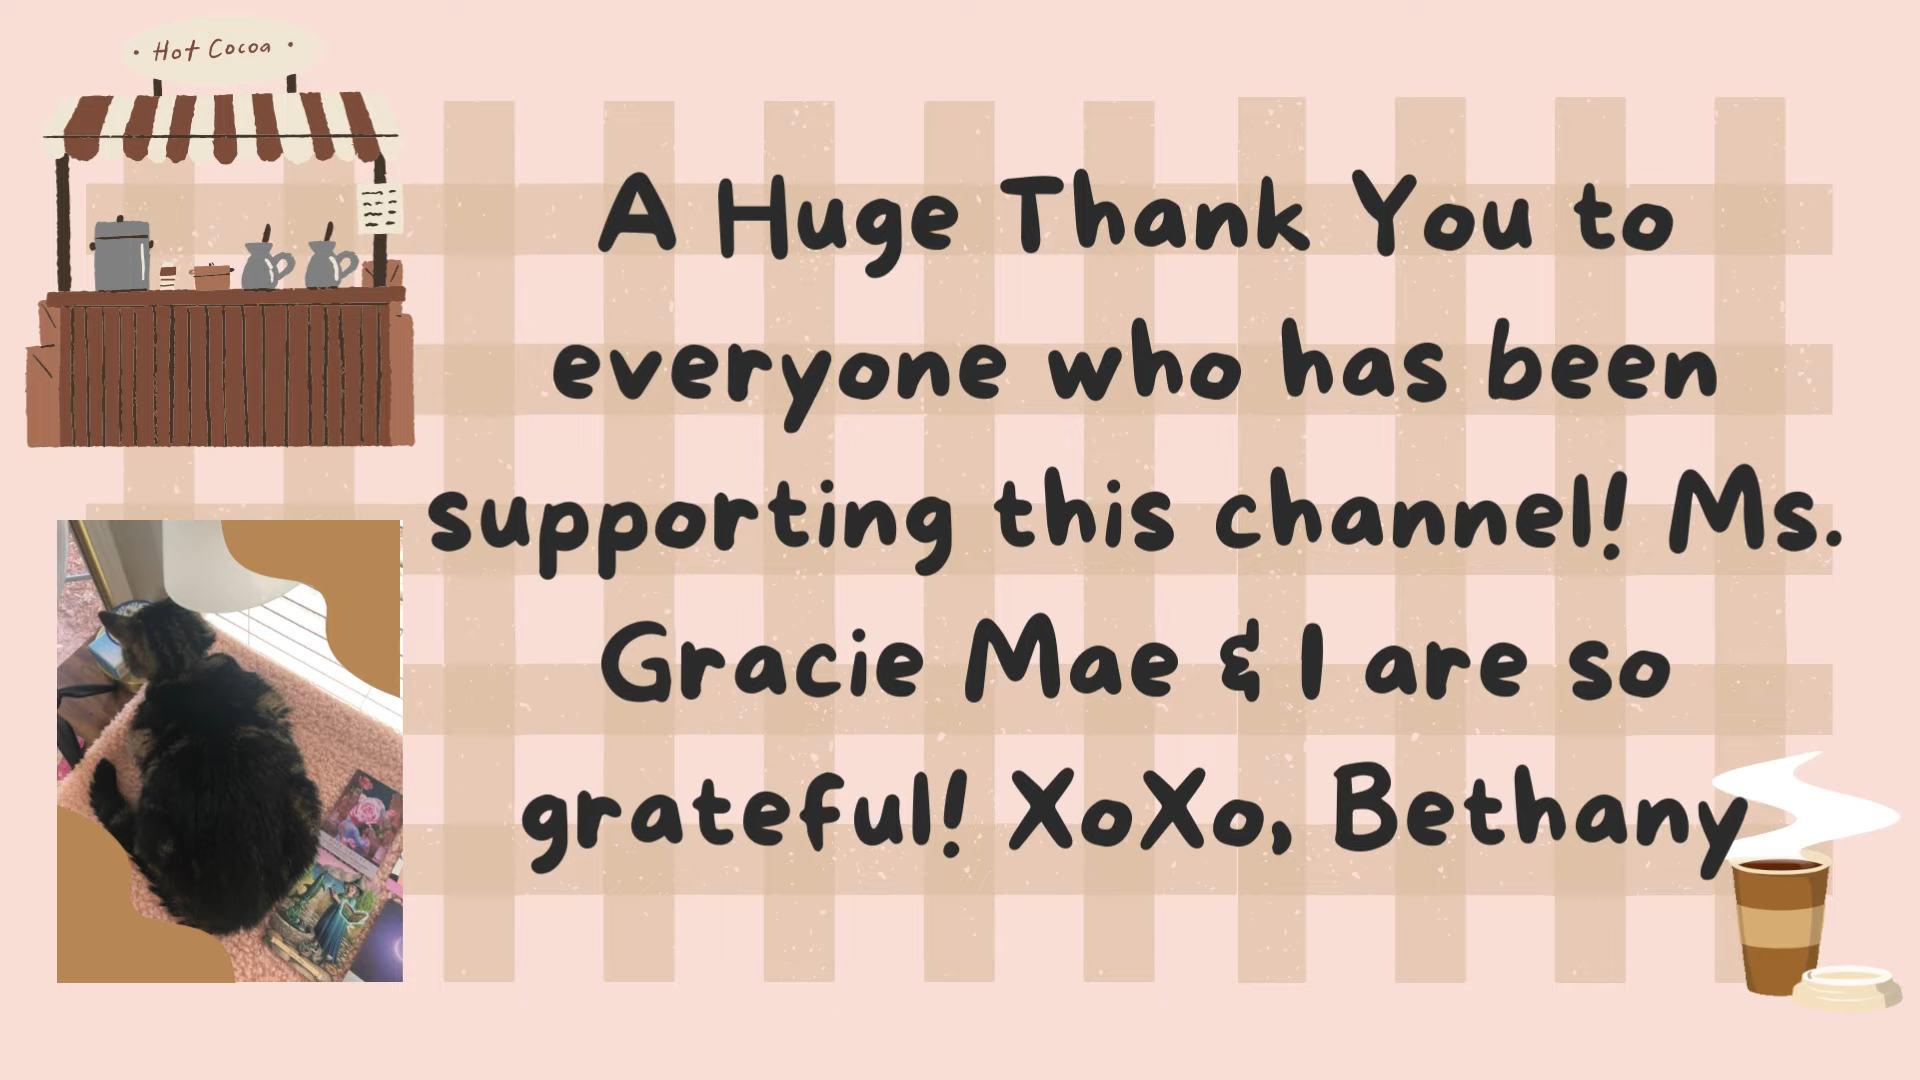 • Hot Cocoa •
A Huge Thank You to
everyone who has been
supporting this channel! Ms.
Gracie Mae & I are so
grateful! XoXo, Bethany